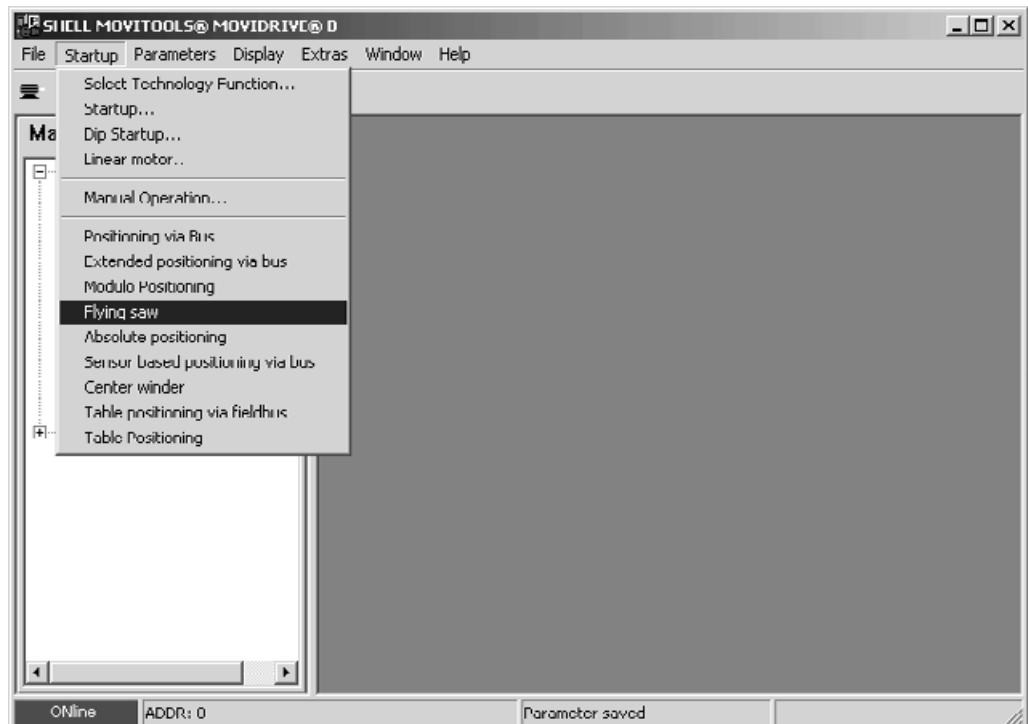 SHELL MOVITOOLS® MOVIDRIVE®
File Startup Parameters Display Extras Window Help
Select Technology Function...
Startup...
Dip Startup...
Linear motor..
Ma
Manual Operation...
Positioning via Bus
Extended positioning via bus
Modulo Positioning
Flying saw
Absolute positioning
Sensor based positioning via bus
Center winder
Table positioning via fieldbus
Table Positioning
ONline ADDR: 0 Parameter saved